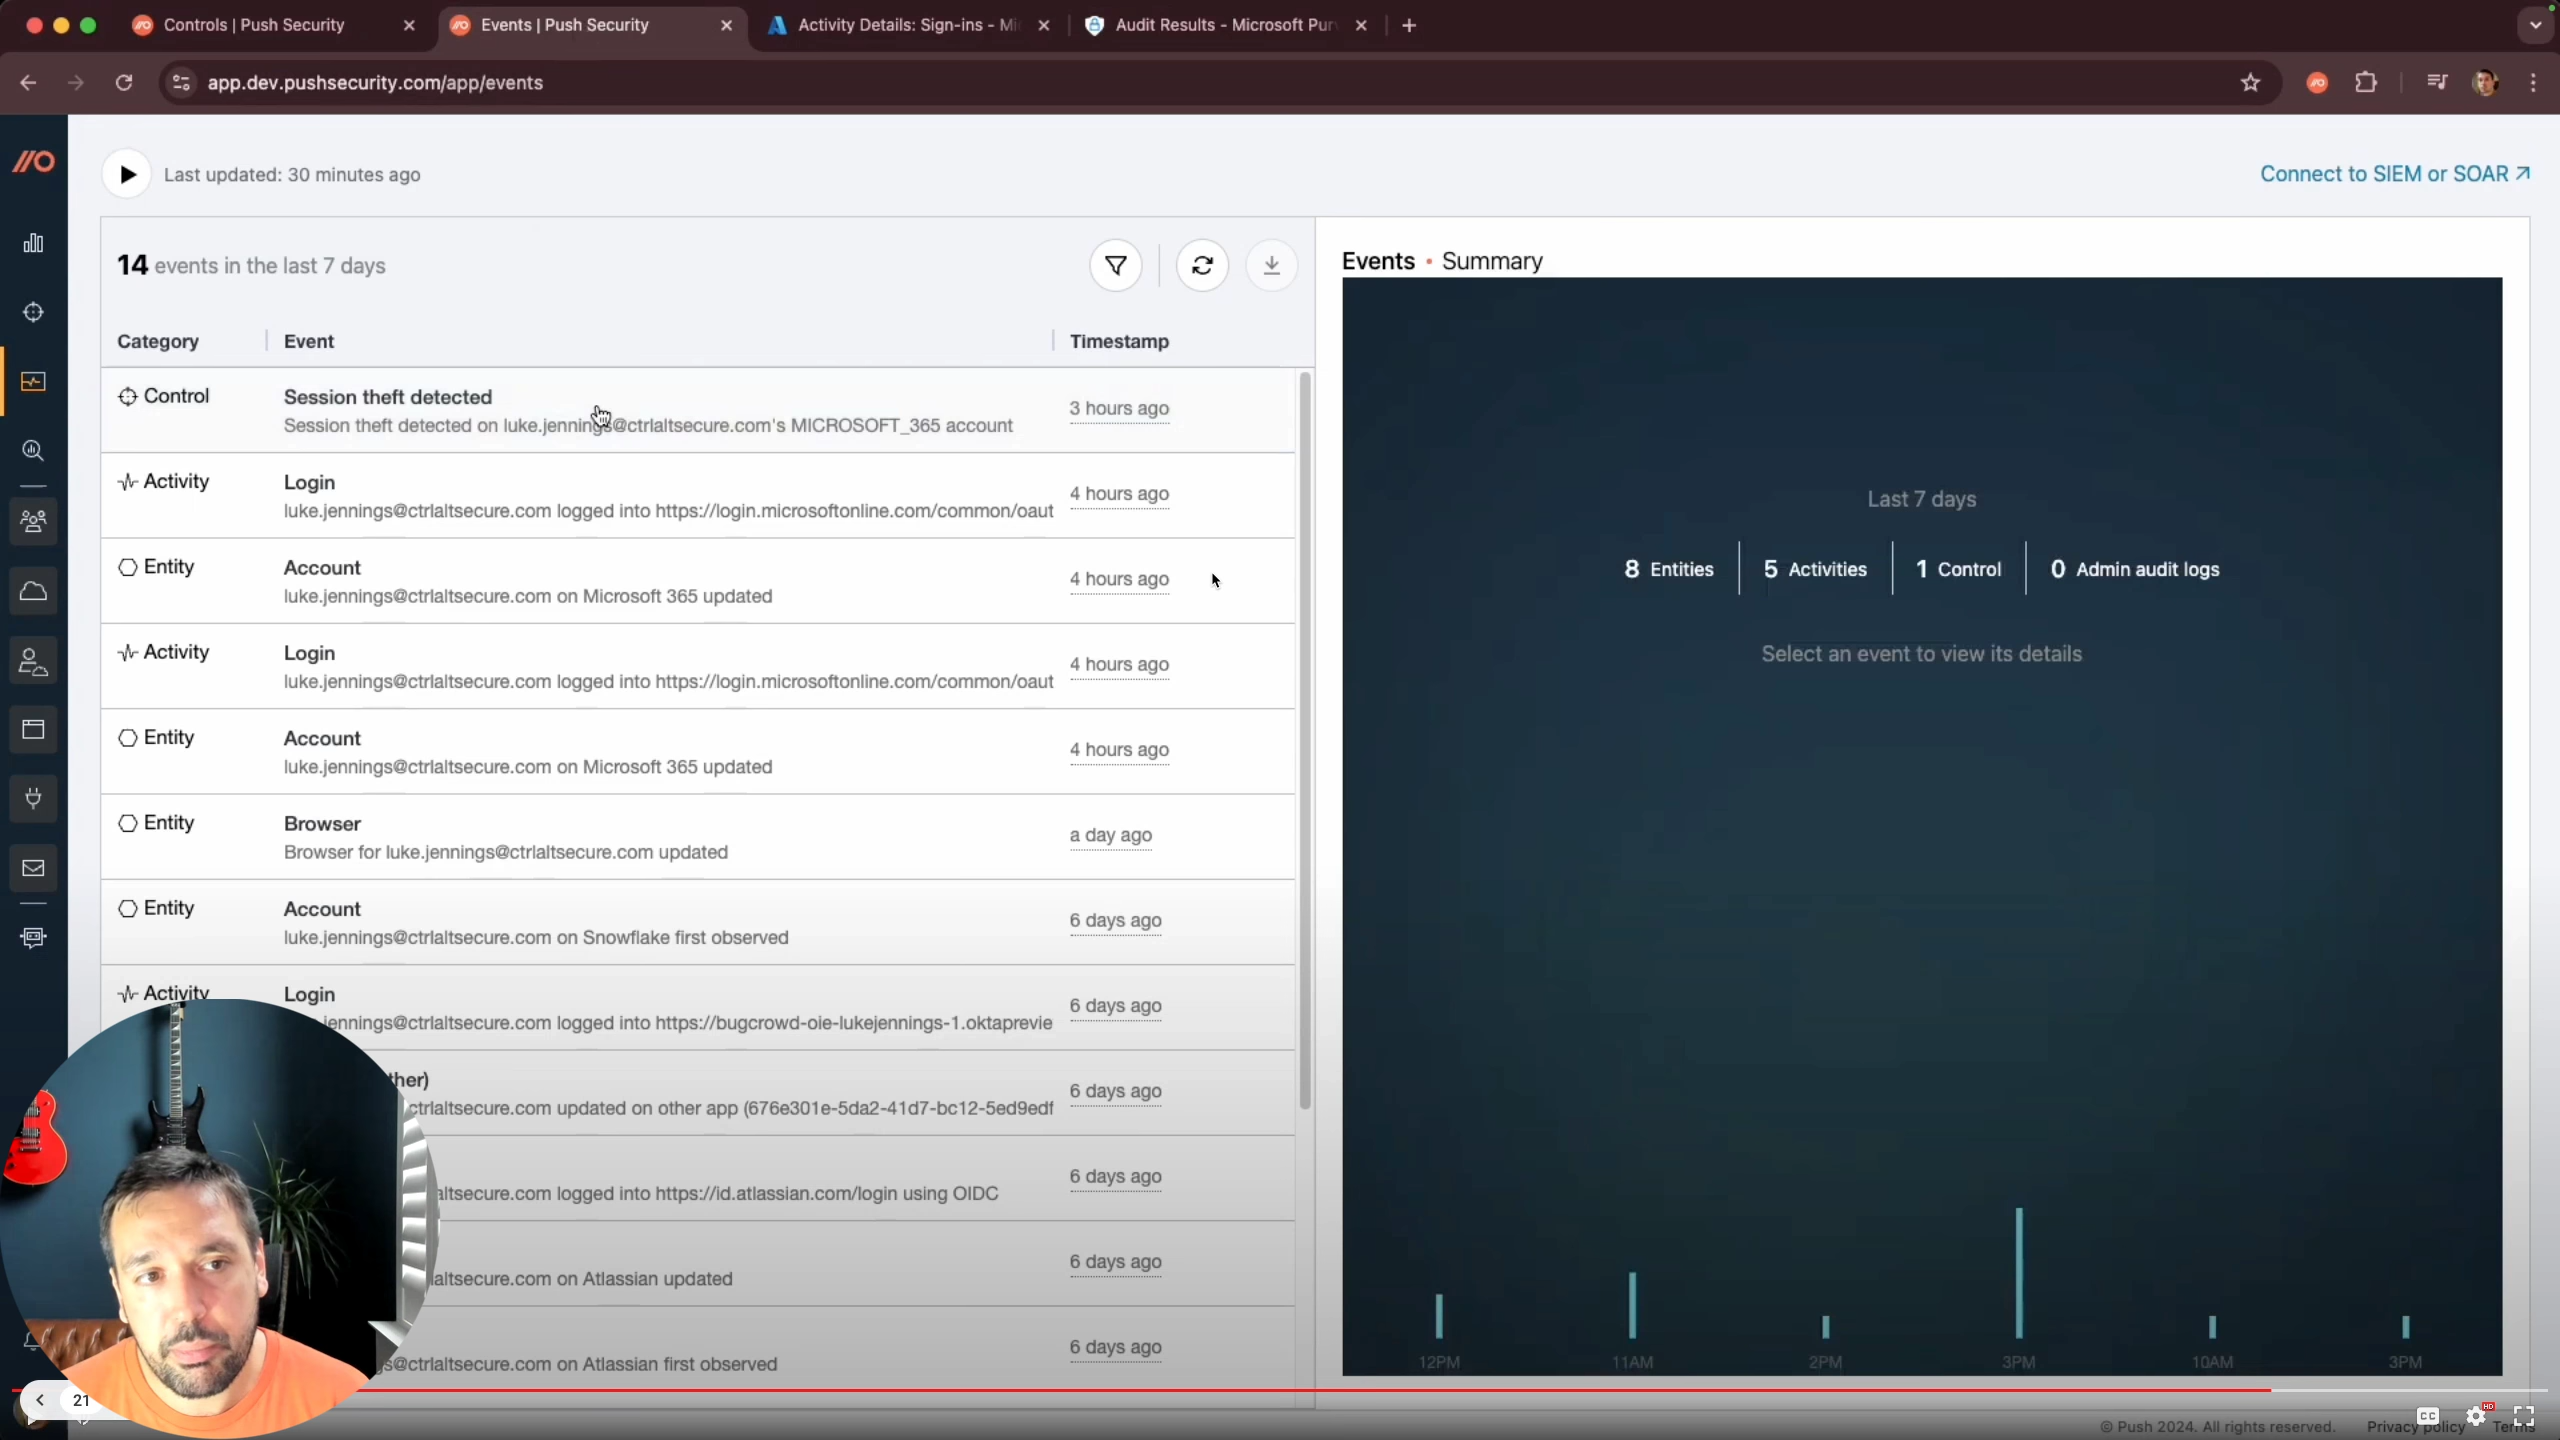 Controls | Push Security
Events | Push Security
Activity Details: Sign-ins - Mi
Audit Results - Microsoft Pur
app.dev.pushsecurity.com/app/events
Last updated: 30 minutes ago
Connect to SIEM or SOAR
14 events in the last 7 days
Category
Event
Timestamp
Control
Session theft detected
Session theft detected on luke.jennings@ctrlaltsecure.com's MICROSOFT_365 account
3 hours ago
Activity
Login
luke.jennings@ctrlaltsecure.com logged into https://login.microsoftonline.com/common/oaut
4 hours ago
Entity
Account
luke.jennings@ctrlaltsecure.com on Microsoft 365 updated
4 hours ago
Activity
Login
luke.jennings@ctrlaltsecure.com logged into https://login.microsoftonline.com/common/oaut
4 hours ago
Entity
Account
luke.jennings@ctrlaltsecure.com on Microsoft 365 updated
4 hours ago
Entity
Browser
Browser for luke.jennings@ctrlaltsecure.com updated
a day ago
Entity
Account
luke.jennings@ctrlaltsecure.com on Snowflake first observed
6 days ago
Activity
Login
jennings@ctrlaltsecure.com logged into https://bugcrowd-oie-lukejennings-1.oktaprevie
6 days ago
ther)
ctrlaltsecure.com updated on other app (676e301e-5da2-41d7-bc12-5ed9edf
6 days ago
altsecure.com logged into https://id.atlassian.com/login using OIDC
6 days ago
laltsecure.com on Atlassian updated
6 days ago
s@ctrlaltsecure.com on Atlassian first observed
6 days ago
Events • Summary
Last 7 days
8 Entities
5 Activities
1 Control
0 Admin audit logs
Select an event to view its details
12PM
11AM
2PM
3PM
10AM
3PM
21
CC
HD
© Push 2024. All rights reserved.
Privacy policy
Terms